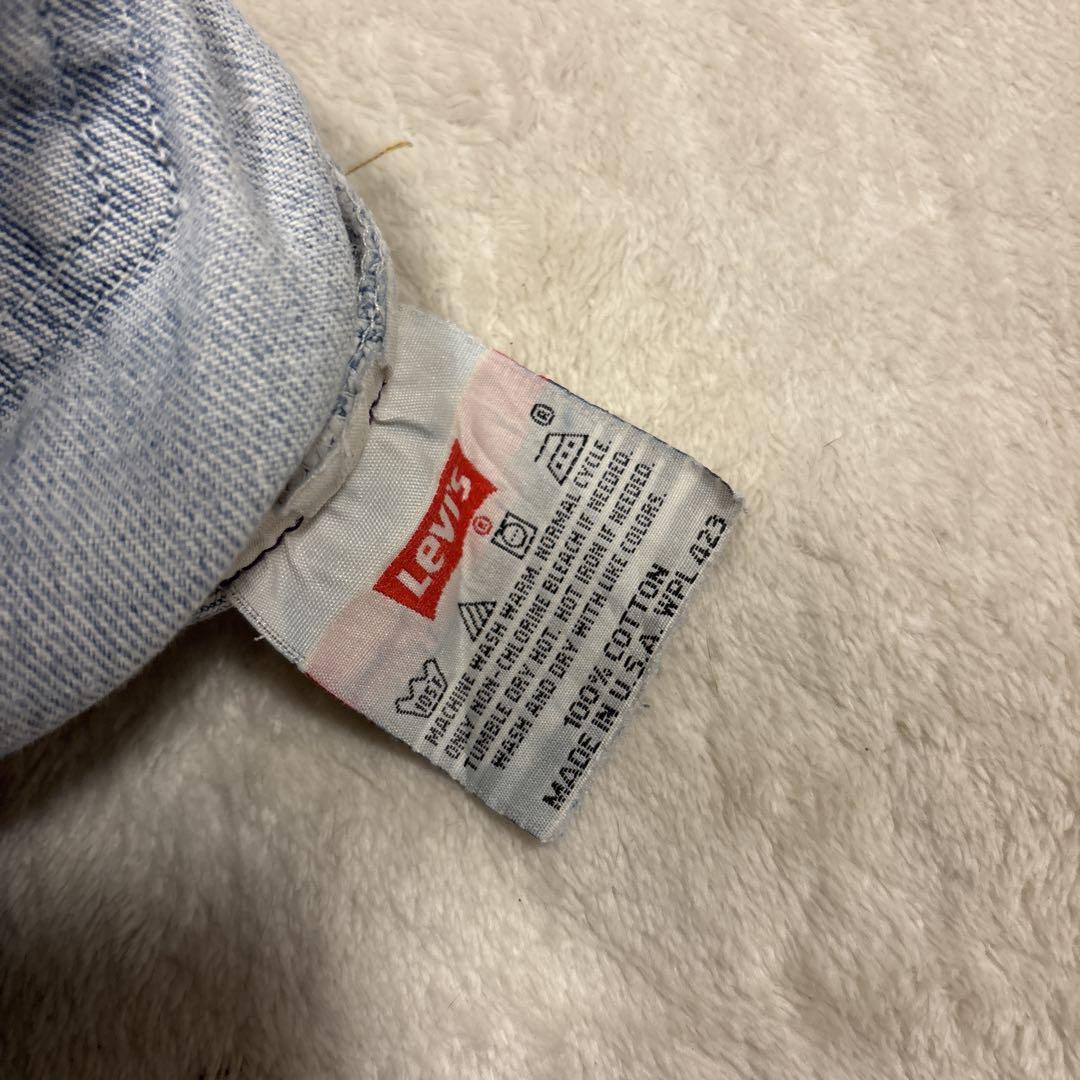 Levi's®
®
105F
MACHINE WASH WARM. NORMAL CYCLE.
ONLY NON-CHLORINE BLEACH IF NEEDED.
TUMBLE DRY HOT. HOT IRON IF NEEDED.
WASH AND DRY WITH LIKE COLORS.
100% COTTON
MADE IN U.S.A. WPL 423